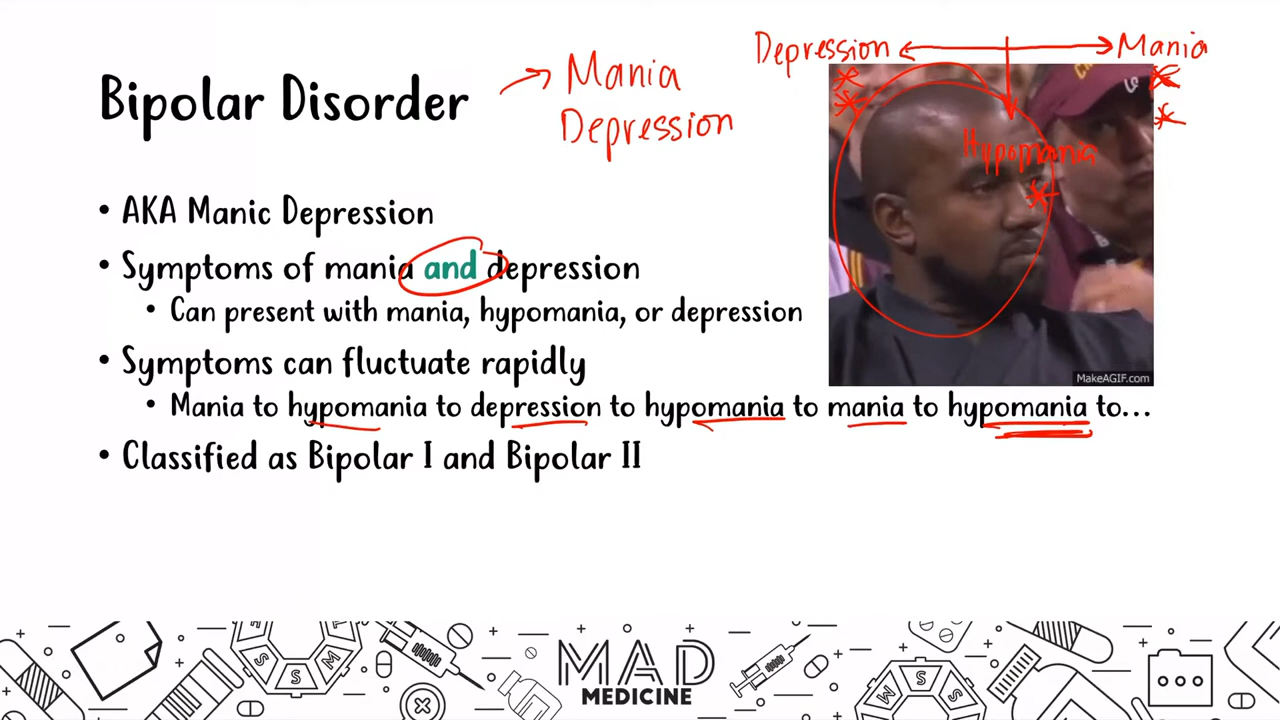 Depression Mania
Bipolar Disorder
Mania
Depression
Hypomania
• AKA Manic Depression
• Symptoms of mania and depression
• Can present with mania, hypomania, or depression
• Symptoms can fluctuate rapidly
MakeAGIF.com
• Mania to hypomania to depression to hypomania to mania to hypomania to...
• Classified as Bipolar I and Bipolar II
MAD
MEDICINE